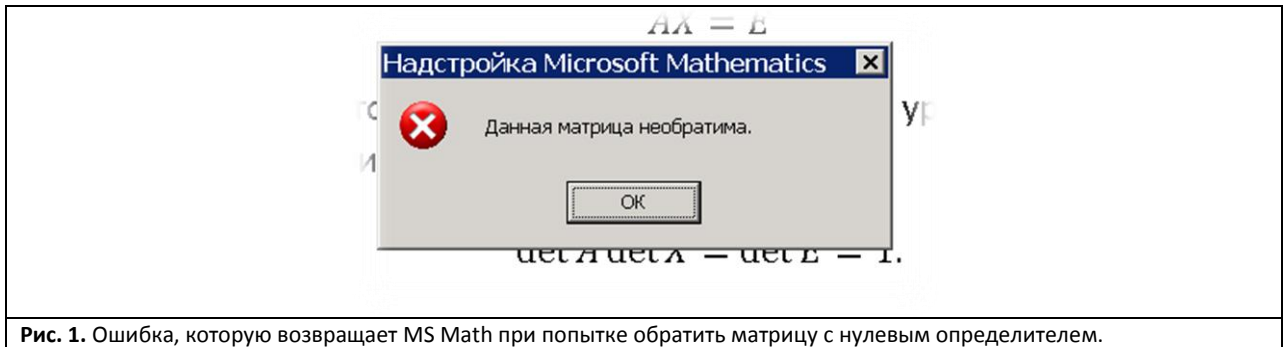 AX = E
Надстройка Microsoft Mathematics
Данная матрица необратима.
ОК
det A det X = det E = 1.
Рис. 1. Ошибка, которую возвращает MS Math при попытке обратить матрицу с нулевым определителем.